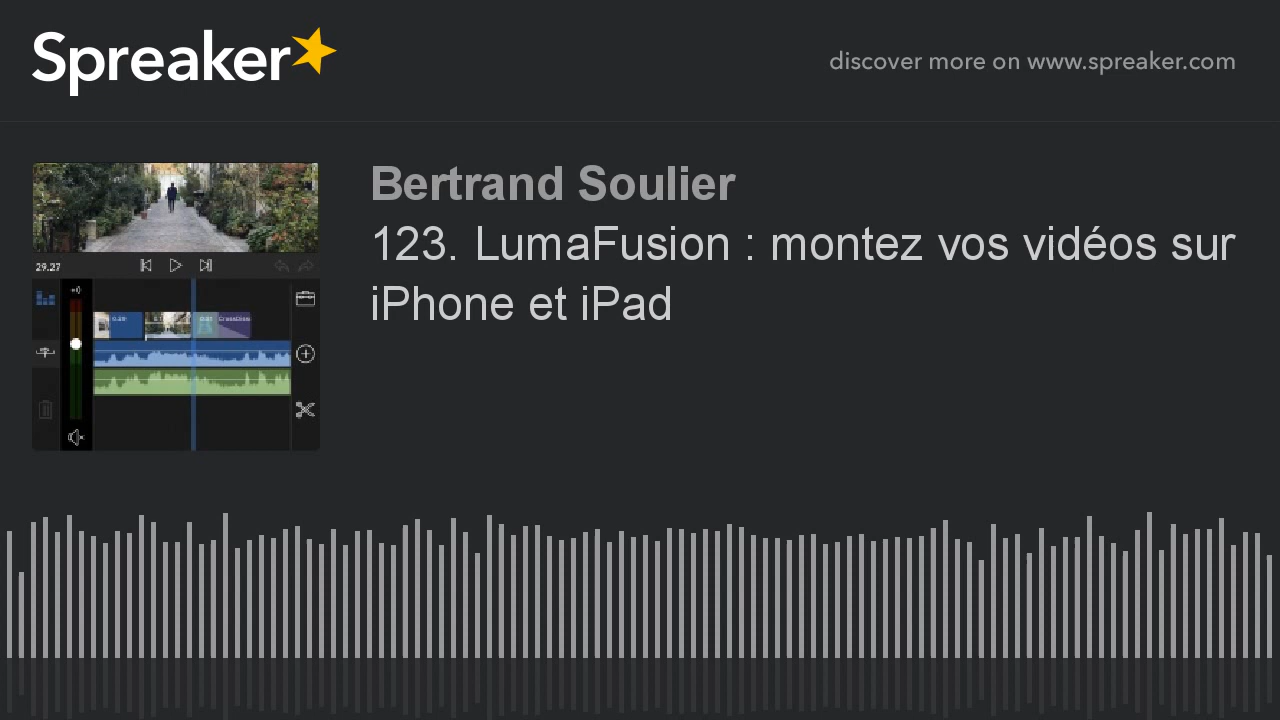 Spreaker
discover more on www.spreaker.com
Bertrand Soulier
123. LumaFusion : montez vos vidéos sur
iPhone et iPad
29.27